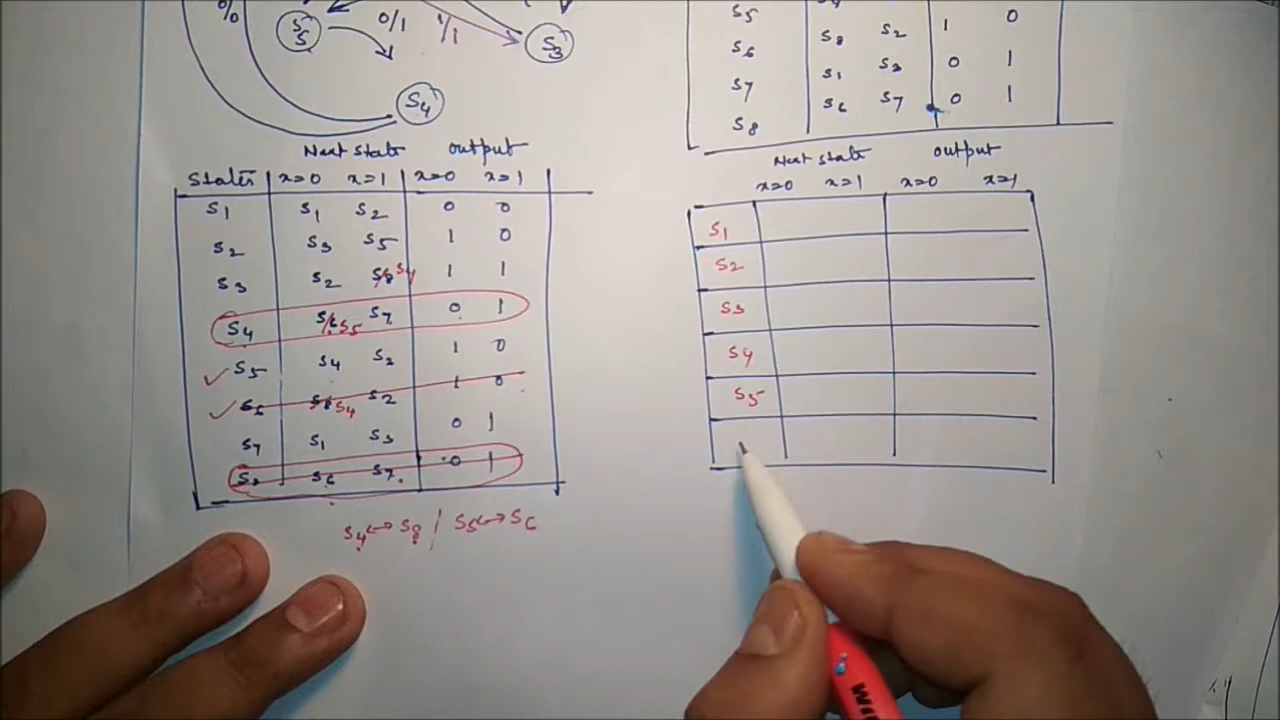 %
S5
0/1
1/1
S3
S4
S5
S6 S8 S2 1 0
S7 S1 S3 0 1
S8 S6 S7 0 1
Next state output
States x=0 x=1 x=0 x=1
S1 S1 S2 0 0
S2 S3 S5 1 0
S3 S2 S8 S4 1 1
S4 S6 S5 S7 0 1
S5 S4 S2 1 0
S6 S8 S4 S2 1 0
S7 S1 S3 0 1
S8 S6 S7 0 1
S4 ↔ S8 / S5 ↔ S6
Next state output
x=0 x=1 x=0 x=1
S1
S2
S3
S4
S5
WIN